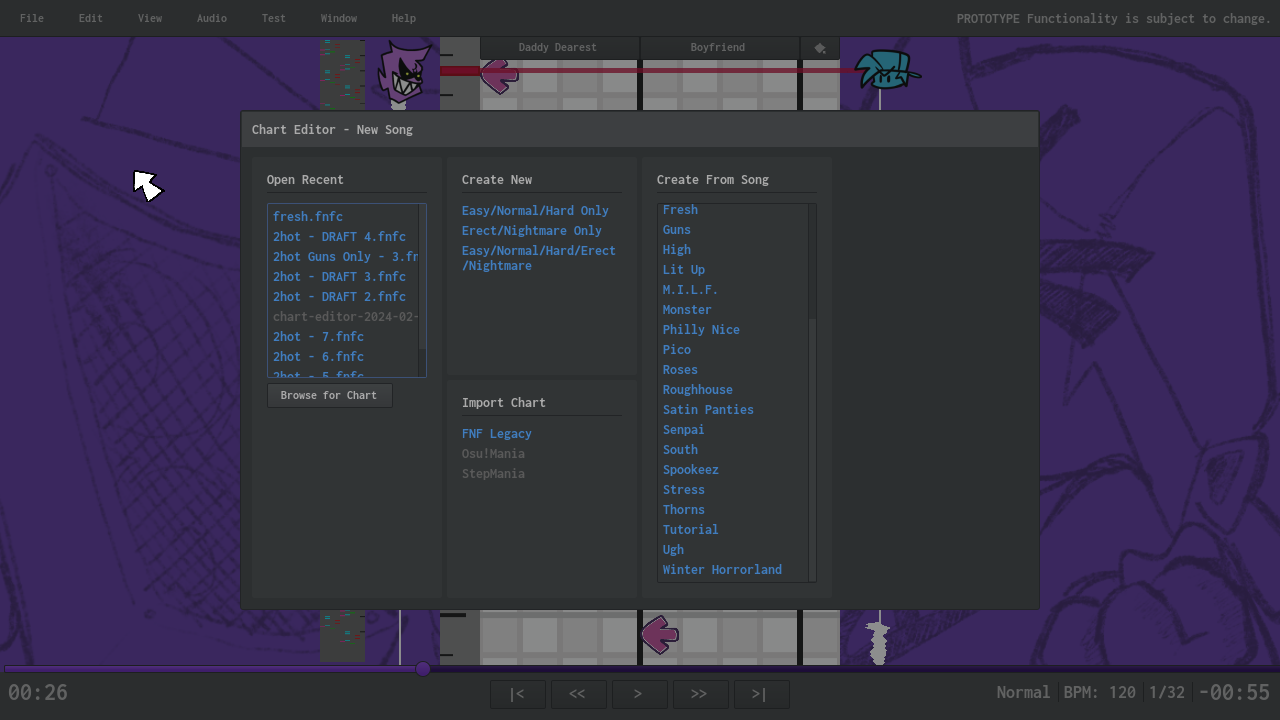 File Edit View Audio Test Window Help PROTOTYPE Functionality is subject to change.
Daddy Dearest Boyfriend
Chart Editor - New Song
Open Recent
fresh.fnfc
2hot - DRAFT 4.fnfc
2hot Guns Only - 3.fn
2hot - DRAFT 3.fnfc
2hot - DRAFT 2.fnfc
chart-editor-2024-02-
2hot - 7.fnfc
2hot - 6.fnfc
2hot - 5.fnfc
Browse for Chart
Create New
Easy/Normal/Hard Only
Erect/Nightmare Only
Easy/Normal/Hard/Erect
/Nightmare
Import Chart
FNF Legacy
Osu!Mania
StepMania
Create From Song
Fresh
Guns
High
Lit Up
M.I.L.F.
Monster
Philly Nice
Pico
Roses
Roughhouse
Satin Panties
Senpai
South
Spookeez
Stress
Thorns
Tutorial
Ugh
Winter Horrorland
00:26 |< << > >> >| Normal BPM: 120 1/32 -00:55